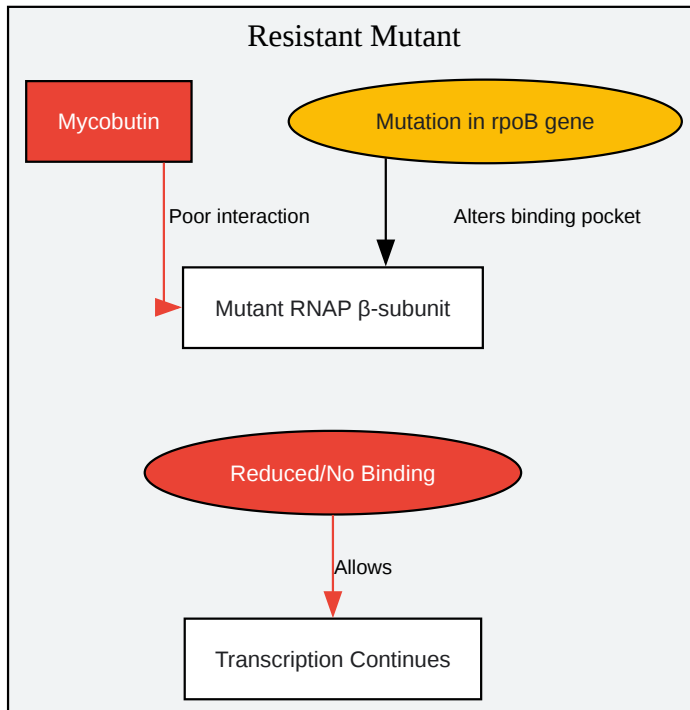 Resistant Mutant
Mycobutin
Mutation in rpoB gene
Poor interaction
Alters binding pocket
Mutant RNAP β-subunit
Reduced/No Binding
Allows
Transcription Continues